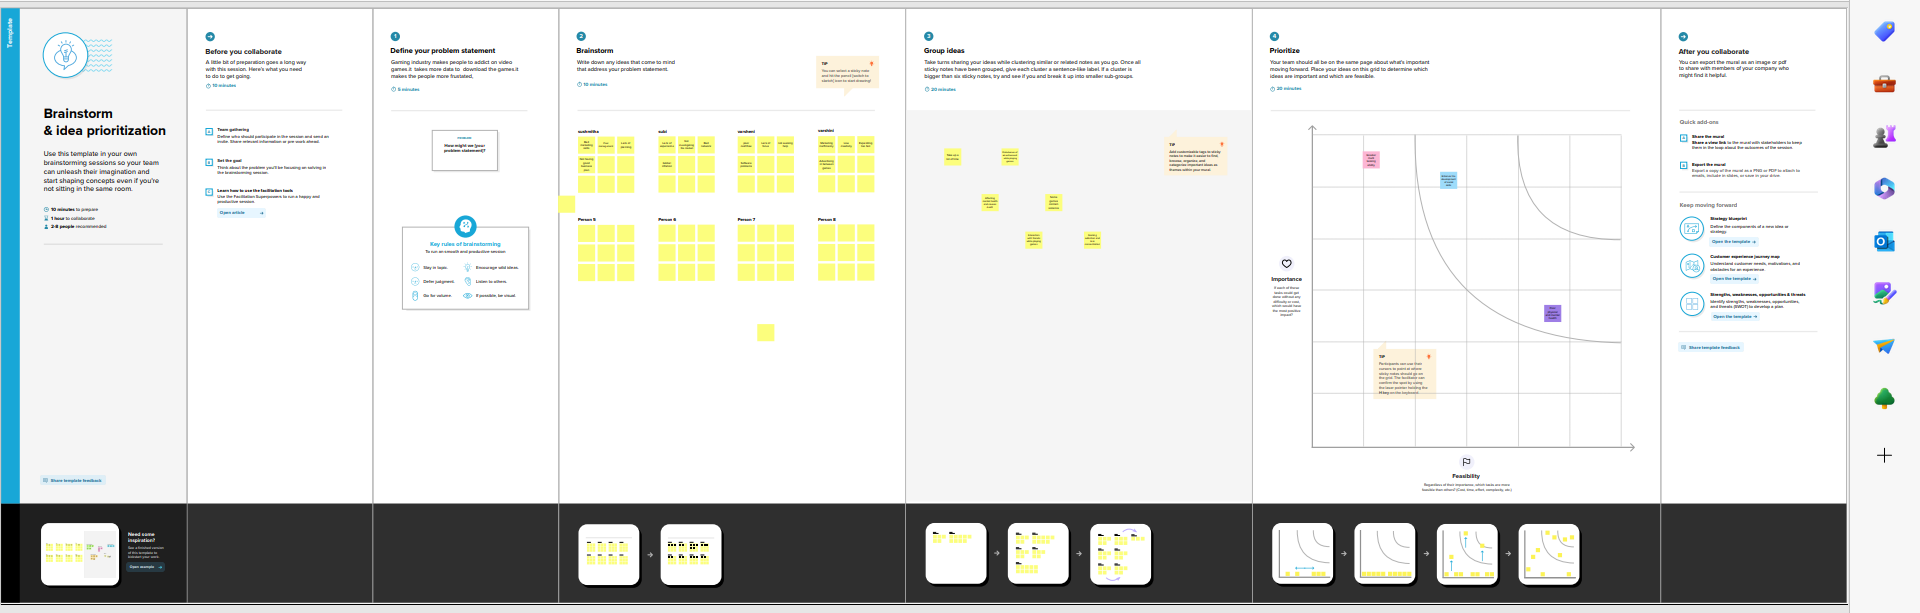 Template
Brainstorm
& idea prioritization
Use this template in your own
brainstorming sessions so your team
can unleash their imagination and
start shaping concepts even if you're
not sitting in the same room.
10 minutes to prepare
1 hour to collaborate
2-8 people recommended
Share template feedback
Need some
inspiration?
See a finished version
of this template to
kickstart your work.
Open example
Before you collaborate
A little bit of preparation goes a long way
with this session. Here's what you need
to do to get going.
10 minutes
Team gathering
Define who should participate in the session and send an
invite. Share relevant information or pre-work ahead.
Set the goal
Think about the problem you'll be focusing on solving in
the brainstorming session.
Learn how to use the facilitation tools
Use the Facilitation Superpowers to run a happy and
productive session.
Open article
1
Define your problem statement
Gaming industry makes people to addict on video
games it takes more data to download the games.it
makes the people more frustated,
5 minutes
PROBLEM
How might we [your
problem statement]?
Key rules of brainstorming
To run an smooth and productive session
Stay in topic.
Encourage wild ideas.
Defer judgment.
Listen to others.
Go for volume.
If possible, be visual.
2
Brainstorm
Write down any ideas that come to mind
that address your problem statement.
10 minutes
TIP
You can select a sticky note
and hit the pencil [switch to
sketch] icon to start drawing!
sushmitha
subi
varsheni
varshini
Person 5
Person 6
Person 7
Person 8
3
Group ideas
Take turns sharing your ideas while clustering similar or related notes as you go. Once all
sticky notes have been grouped, give each cluster a sentence-like label. If a cluster is
bigger than six sticky notes, try and see if you and break it up into smaller sub-groups.
20 minutes
TIP
Add customizable tags to sticky
notes to make it easier to find,
browse, organize, and
categorize important ideas as
themes within your mural.
4
Prioritize
Your team should all be on the same page about what's important
moving forward. Place your ideas on this grid to determine which
ideas are important and which are feasible.
20 minutes
Importance
If each of these
tasks could get
done without any
difficulty or cost,
which would have
the most positive
impact?
TIP
Participants can use their
cursors to point at where
sticky notes should go on
the grid. The facilitator can
confirm the spot by using
the laser pointer holding the
H key on the keyboard.
Feasibility
Regardless of their importance, which tasks are more
feasible than others? (Cost, time, effort, complexity, etc.)
After you collaborate
You can export the mural as an image or pdf
to share with members of your company who
might find it helpful.
Quick add-ons
Share the mural
Share a view link to the mural with stakeholders to keep
them in the loop about the outcomes of the session.
Export the mural
Export a copy of the mural as a PNG or PDF to attach to
emails, include in slides, or save in your drive.
Keep moving forward
Strategy blueprint
Define the components of a new idea or
strategy.
Open the template
Customer experience journey map
Understand customer needs, motivations, and
obstacles for an experience.
Open the template
Strengths, weaknesses, opportunities & threats
Identify strengths, weaknesses, opportunities,
and threats (SWOT) to develop a plan.
Open the template
Share template feedback